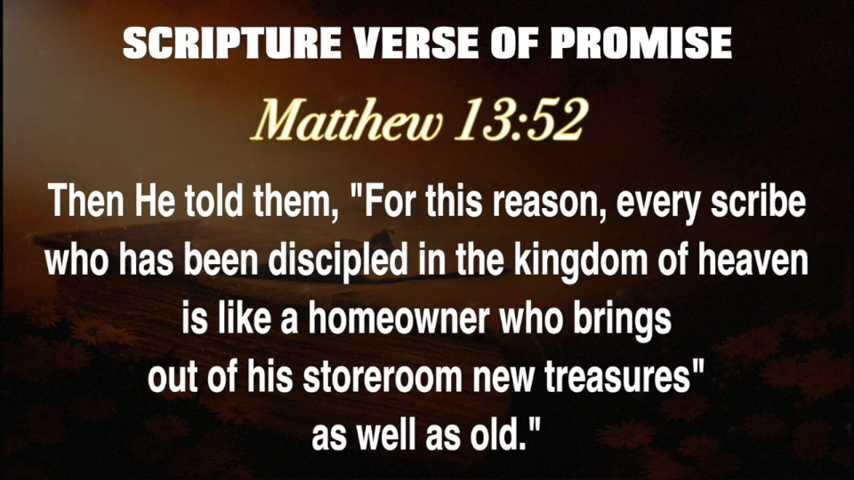 SCRIPTURE VERSE OF PROMISE
Matthew 13:52
Then He told them, "For this reason, every scribe
who has been discipled in the kingdom of heaven
is like a homeowner who brings
out of his storeroom new treasures"
as well as old."